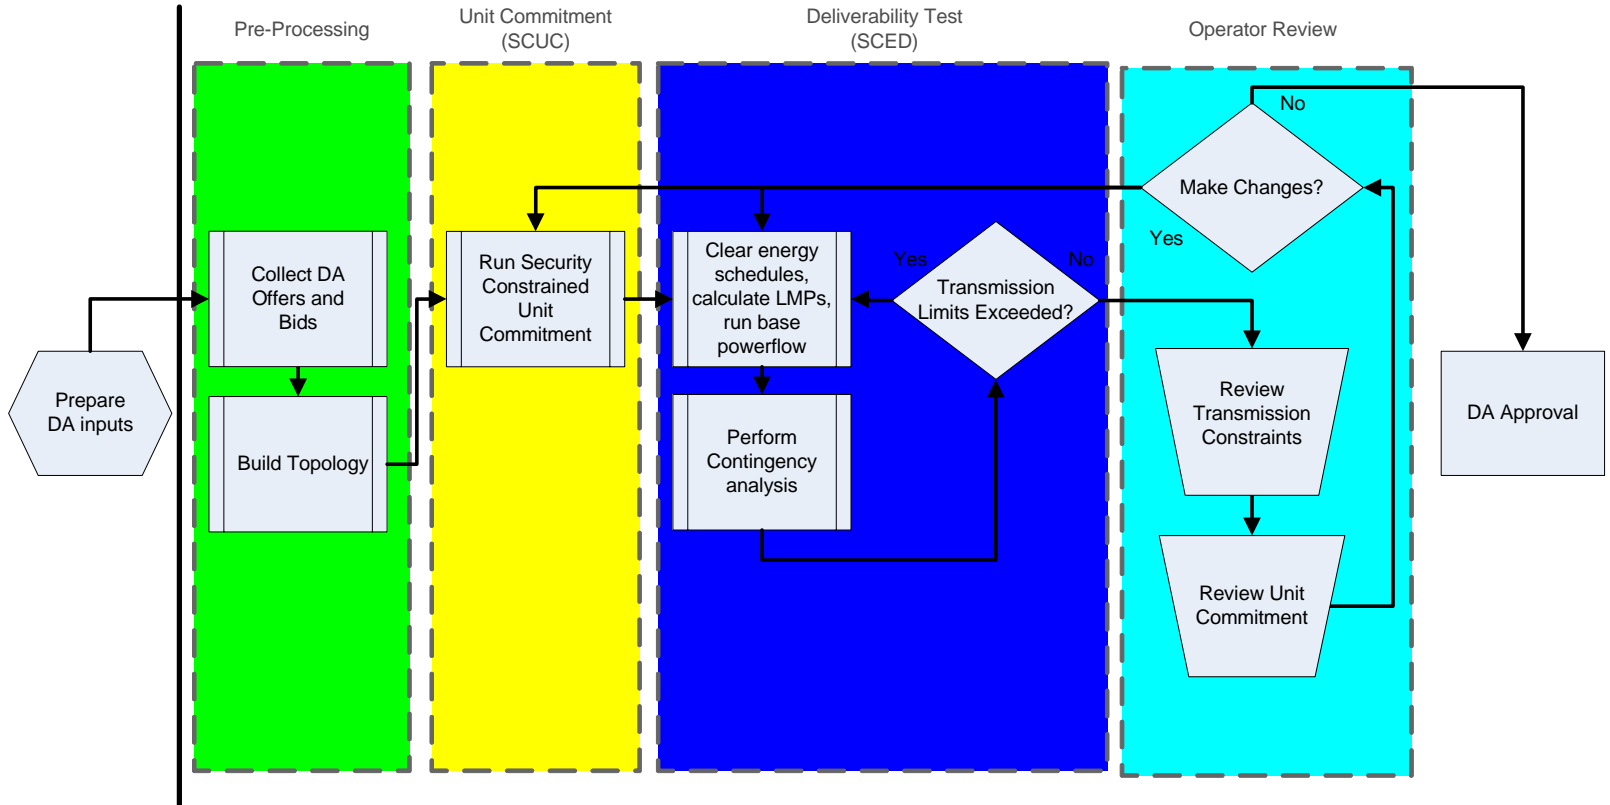 Pre-Processing
Unit Commitment
(SCUC)
Deliverability Test
(SCED)
Operator Review
Prepare
DA inputs
Collect DA
Offers and
Bids
Build Topology
Run Security
Constrained
Unit
Commitment
Clear energy
schedules,
calculate LMPs,
run base
powerflow
Perform
Contingency
analysis
Yes
No
Transmission
Limits Exceeded?
No
Make Changes?
Yes
Review
Transmission
Constraints
Review Unit
Commitment
DA Approval